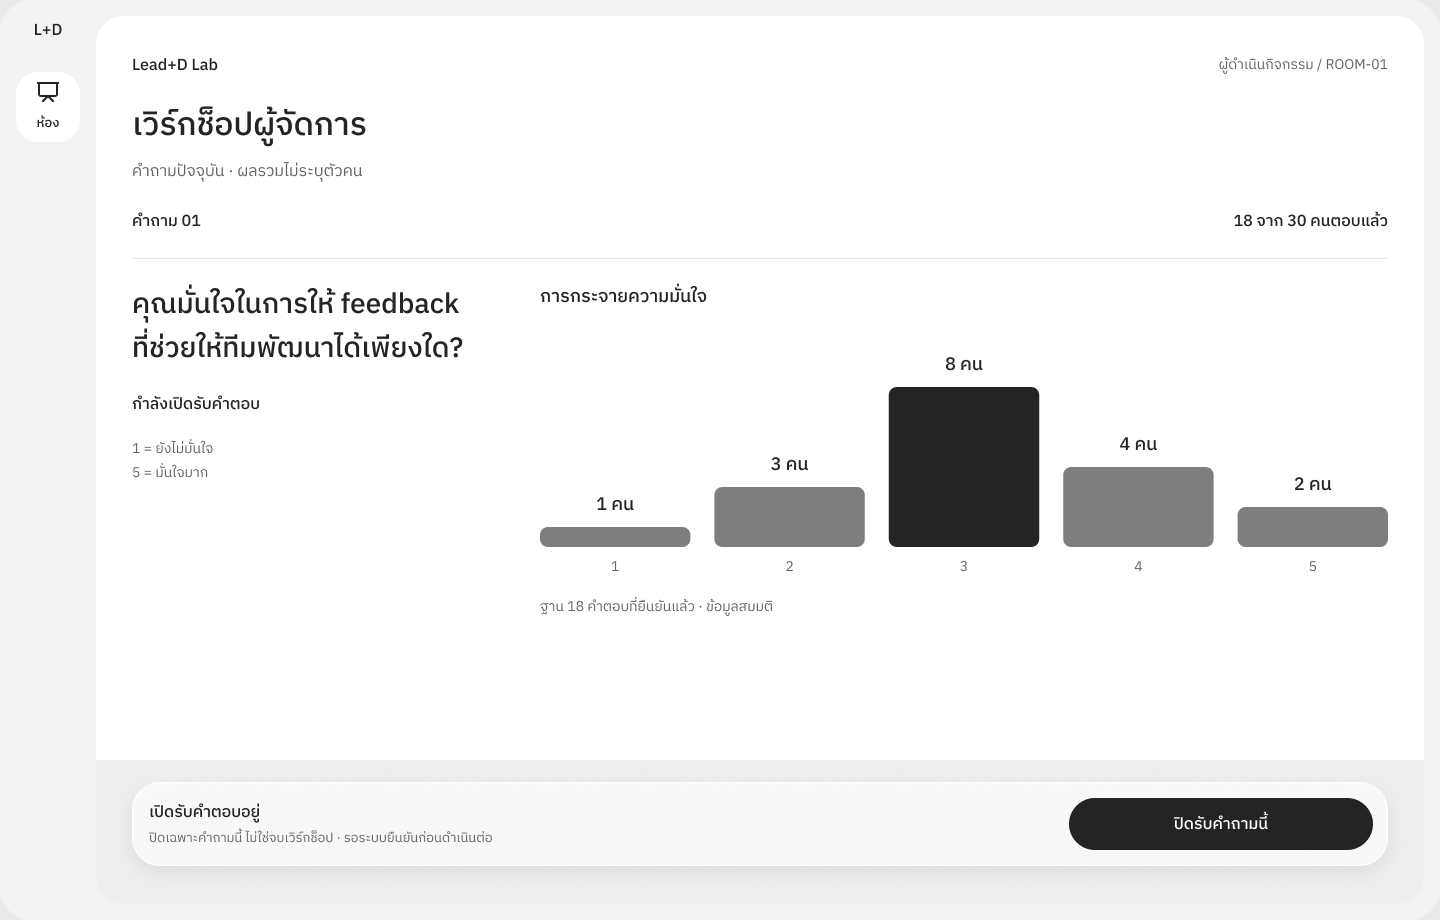 L+D
ห้อง
Lead+D Lab
ผู้ดำเนินกิจกรรม / ROOM-01
เวิร์กช็อปผู้จัดการ
คำถามปัจจุบัน · ผลรวมไม่ระบุตัวคน
คำถาม 01
18 จาก 30 คนตอบแล้ว
คุณมั่นใจในการให้ feedback
ที่ช่วยให้ทีมพัฒนาได้เพียงใด?
กำลังเปิดรับคำตอบ
1 = ยังไม่มั่นใจ
5 = มั่นใจมาก
การกระจายความมั่นใจ
1 คน
3 คน
8 คน
4 คน
2 คน
1
2
3
4
5
ฐาน 18 คำตอบที่ยืนยันแล้ว · ข้อมูลสมมติ
เปิดรับคำตอบอยู่
ปิดเฉพาะคำถามนี้ ไม่ใช่จบเวิร์กช็อป · รอระบบยืนยันก่อนดำเนินต่อ
ปิดรับคำถามนี้